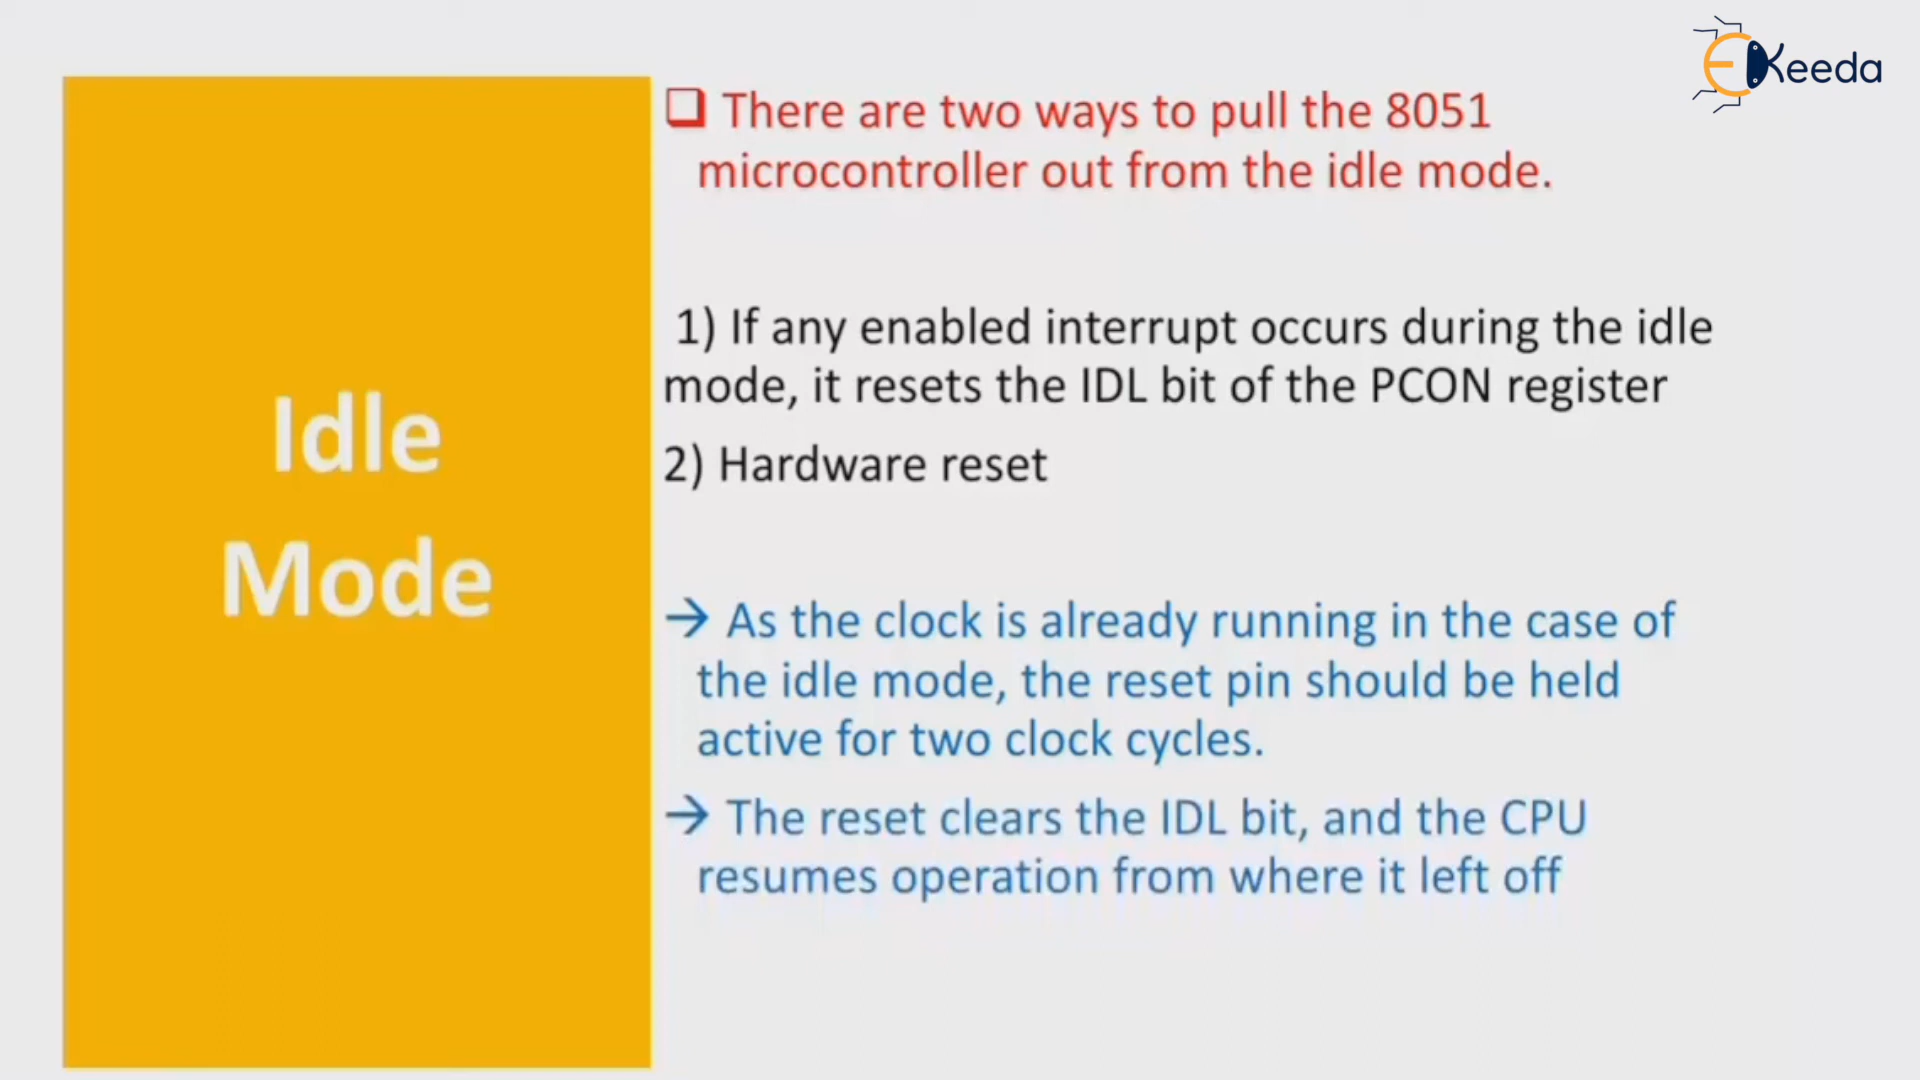 EKeeda
❑ There are two ways to pull the 8051
microcontroller out from the idle mode.
1) If any enabled interrupt occurs during the idle
mode, it resets the IDL bit of the PCON register
2) Hardware reset
Idle
Mode
→ As the clock is already running in the case of
the idle mode, the reset pin should be held
active for two clock cycles.
→ The reset clears the IDL bit, and the CPU
resumes operation from where it left off